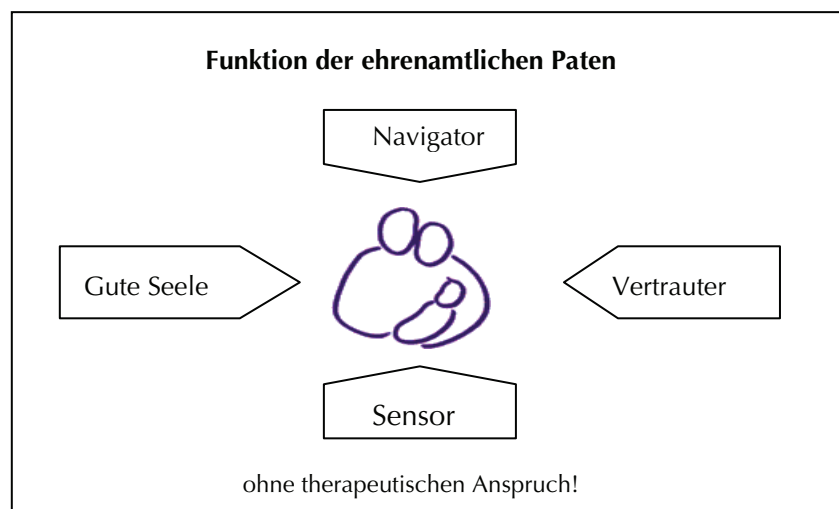 Funktion der ehrenamtlichen Paten
Navigator
Gute Seele
Vertrauter
Sensor
ohne therapeutischen Anspruch!